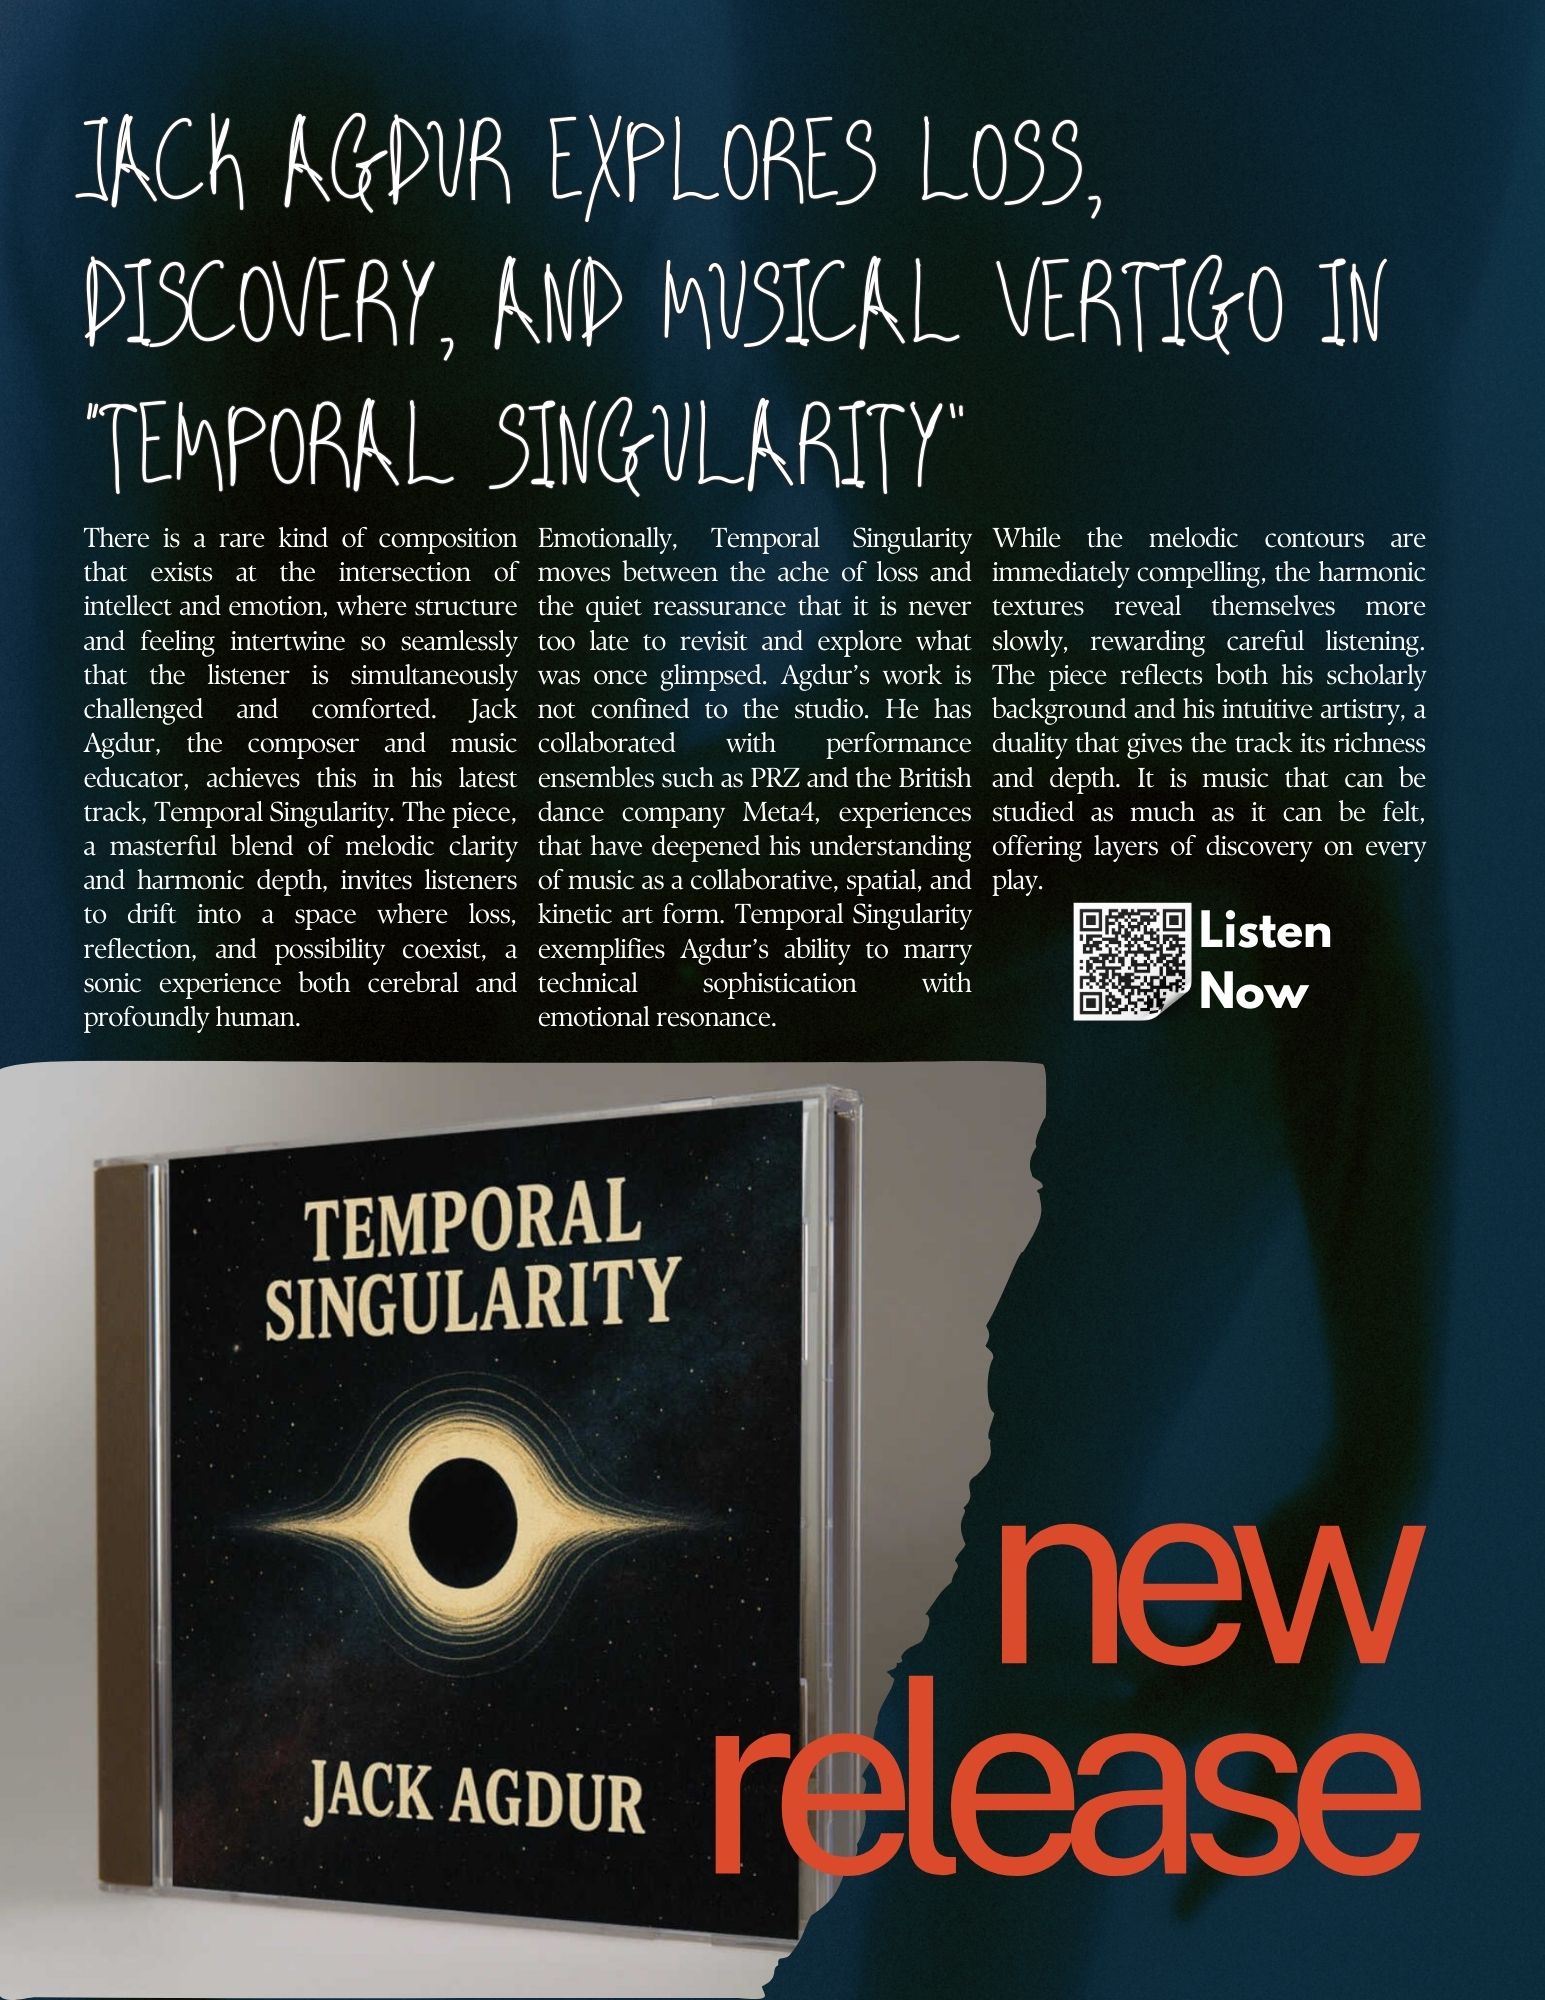 JACK AGDUR EXPLORES LOSS,
DISCOVERY, AND MUSICAL VERTIGO IN
"TEMPORAL SINGULARITY"
There is a rare kind of composition
that exists at the intersection of
intellect and emotion, where structure
and feeling intertwine so seamlessly
that the listener is simultaneously
challenged and comforted. Jack
Agdur, the composer and music
educator, achieves this in his latest
track, Temporal Singularity. The piece,
a masterful blend of melodic clarity
and harmonic depth, invites listeners
to drift into a space where loss,
reflection, and possibility coexist, a
sonic experience both cerebral and
profoundly human.
Emotionally, Temporal Singularity
moves between the ache of loss and
the quiet reassurance that it is never
too late to revisit and explore what
was once glimpsed. Agdur’s work is
not confined to the studio. He has
collaborated with performance
ensembles such as PRZ and the British
dance company Meta4, experiences
that have deepened his understanding
of music as a collaborative, spatial, and
kinetic art form. Temporal Singularity
exemplifies Agdur’s ability to marry
technical sophistication with
emotional resonance.
While the melodic contours are
immediately compelling, the harmonic
textures reveal themselves more
slowly, rewarding careful listening.
The piece reflects both his scholarly
background and his intuitive artistry, a
duality that gives the track its richness
and depth. It is music that can be
studied as much as it can be felt,
offering layers of discovery on every
play.
Listen
Now
TEMPORAL
SINGULARITY
JACK AGDUR
new
release